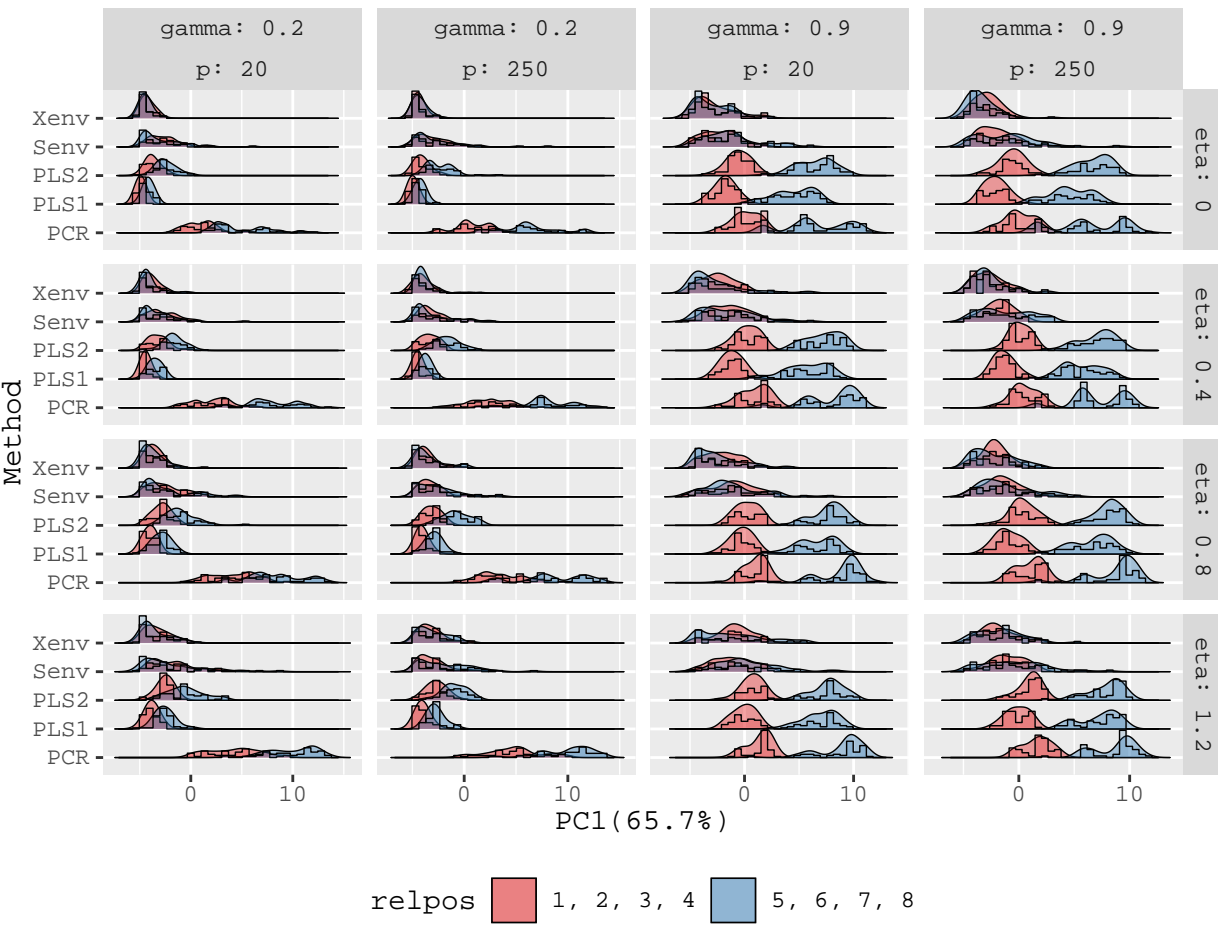 gamma: 0.2
gamma: 0.2
gamma: 0.9
gamma: 0.9
p: 20
p: 250
p: 20
p: 250
Xenv
Senv
PLS2
PLS1
PCR
eta: 0
Xenv
Senv
PLS2
PLS1
PCR
eta: 0.4
Method
Xenv
Senv
PLS2
PLS1
PCR
eta: 0.8
Xenv
Senv
PLS2
PLS1
PCR
eta: 1.2
0 10
0 10
0 10
0 10
PC1(65.7%)
relpos 1, 2, 3, 4 5, 6, 7, 8